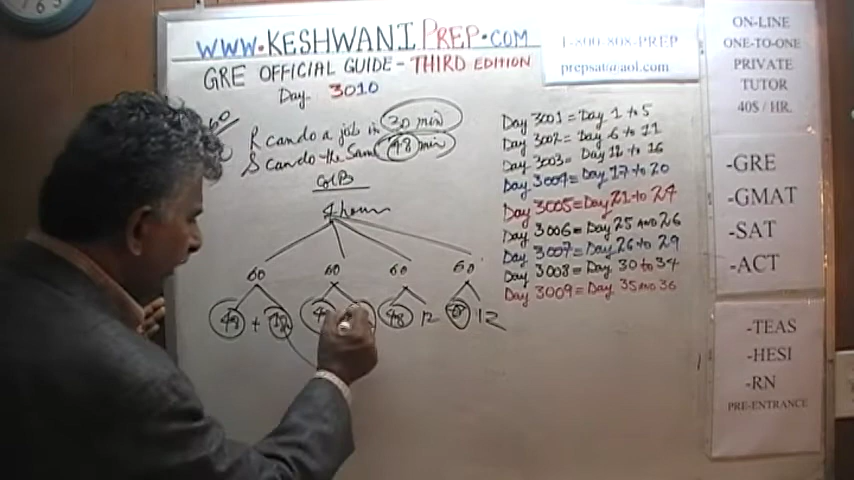 WWW.KESHWANIPREP.COM
1-800-808-PREP
prepsat@aol.com
GRE OFFICIAL GUIDE - THIRD EDITION
Day 3010
60
R can do a job in 30 min
S can do the same 48 min
4 hours
60 60 60 60
48 + 12 48 12 12
Day 3001 = Day 1 to 5
Day 3002 = Day 6 to 11
Day 3003 = Day 12 to 16
Day 3004 = Day 17 to 20
Day 3005 = Day 21 to 24
Day 3006 = Day 25 AND 26
Day 3007 = Day 26 to 29
Day 3008 = Day 30 to 34
Day 3009 = Day 35 AND 36
ON-LINE
ONE-TO-ONE
PRIVATE
TUTOR
40$ / HR.
-GRE
-GMAT
-SAT
-ACT
-TEAS
-HESI
-RN
PRE-ENTRANCE